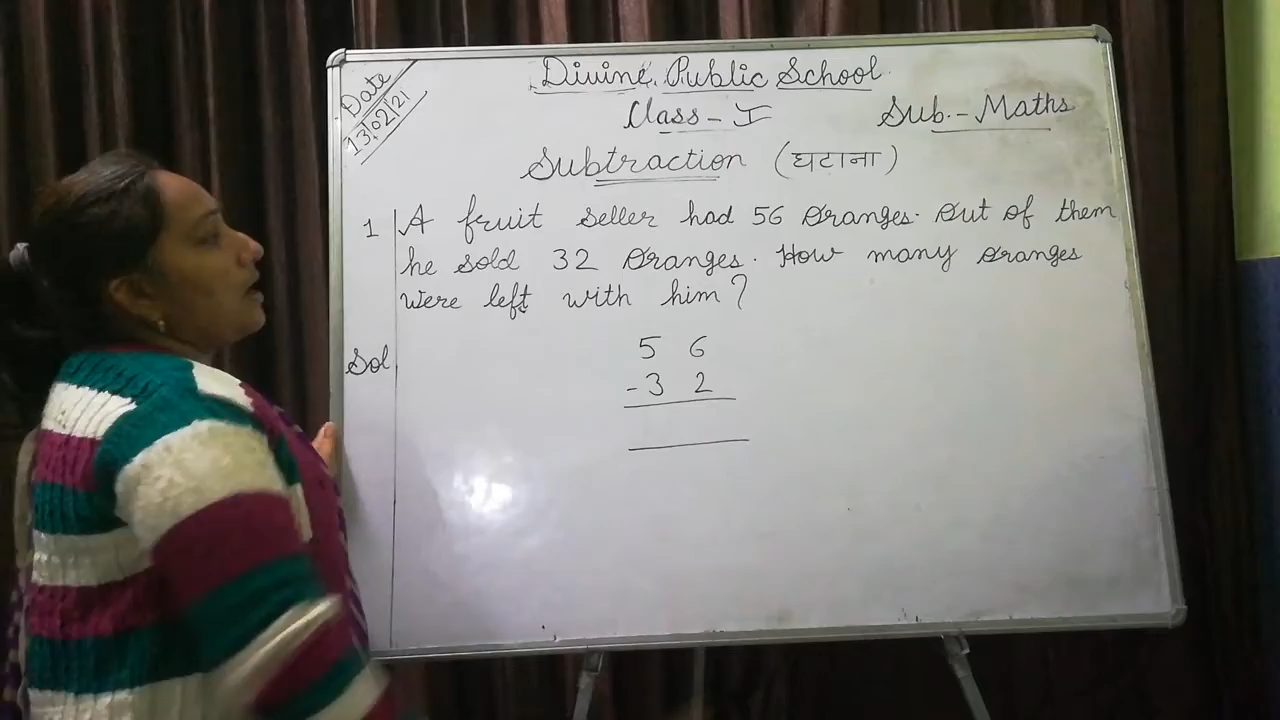 Date
13/02/21
Divine Public School
Class - I
Sub. - Maths
Subtraction (घटाना)
1 A fruit seller had 56 Oranges. Out of them
he sold 32 Oranges. How many oranges
were left with him?
Sol
5 6
- 3 2